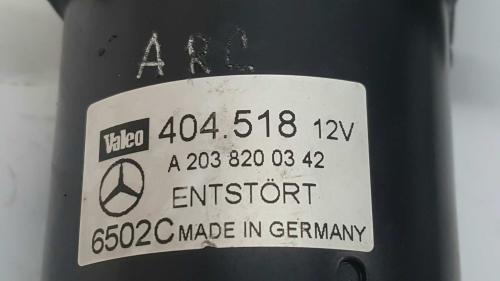 ARC
Valeo 404.518 12V
A 203 820 03 42
ENTSTÖRT
6502C MADE IN GERMANY